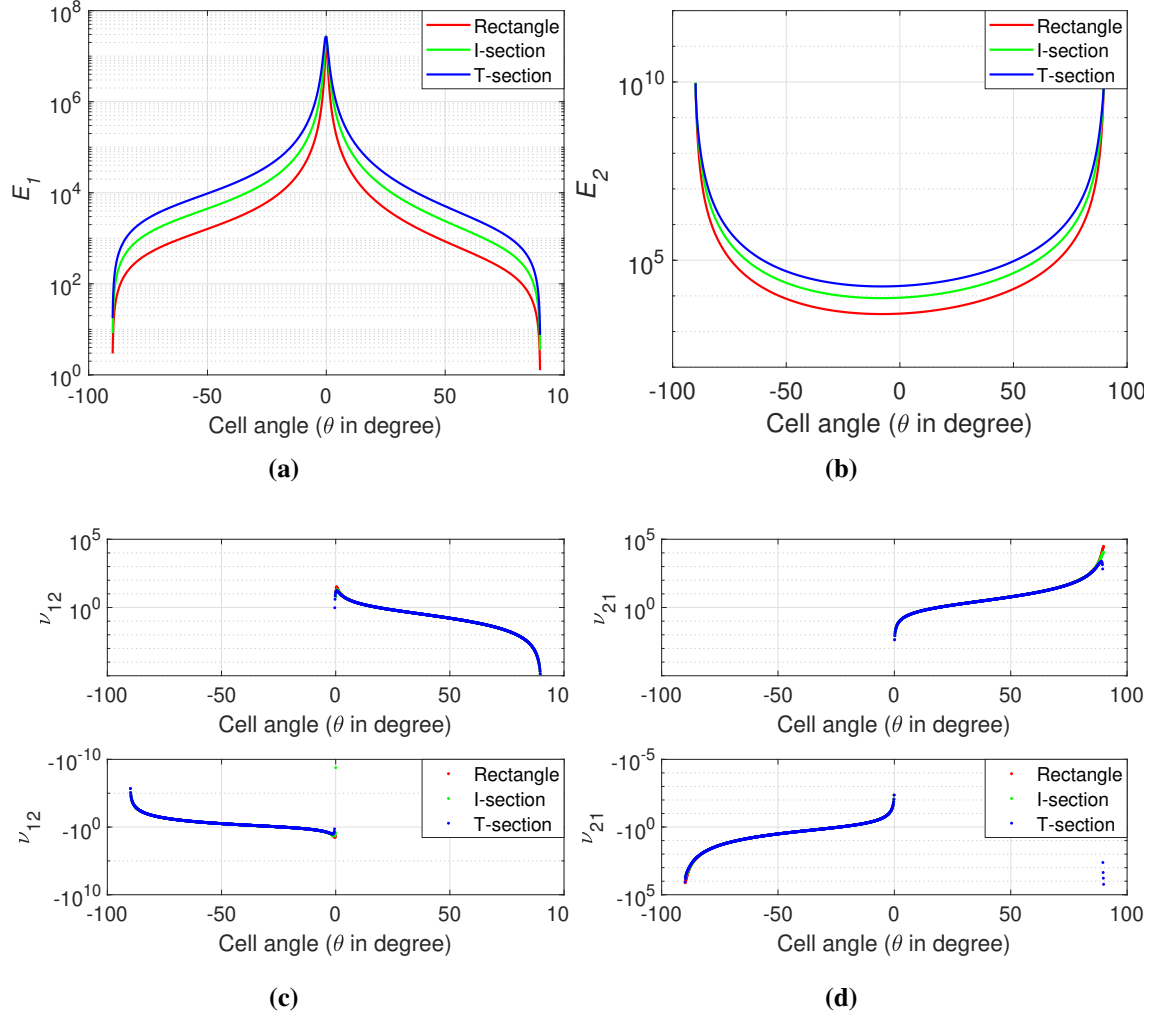 10^8
10^6
10^4
10^2
10^0
E_1
-100
-50
0
50
10
Cell angle (θ in degree)
Rectangle
I-section
T-section
(a)
10^10
10^5
E_2
-100
-50
0
50
100
Cell angle (θ in degree)
Rectangle
I-section
T-section
(b)
10^5
10^0
ν_12
-100
-50
0
50
10
Cell angle (θ in degree)
-10^-10
-10^0
-10^10
ν_12
-100
-50
0
50
10
Cell angle (θ in degree)
Rectangle
I-section
T-section
(c)
10^5
10^0
ν_21
-100
-50
0
50
100
Cell angle (θ in degree)
-10^-5
-10^0
-10^5
ν_21
-100
-50
0
50
100
Cell angle (θ in degree)
Rectangle
I-section
T-section
(d)